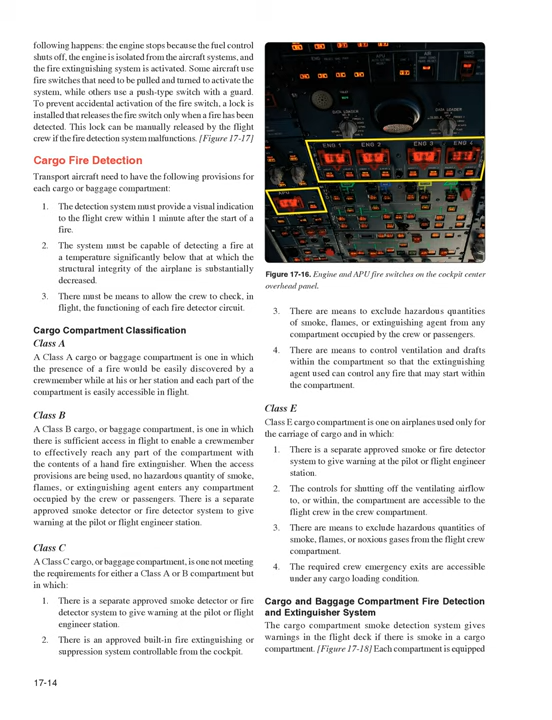 following happens: the engine stops because the fuel control
shuts off, the engine is isolated from the aircraft systems, and
the fire extinguishing system is activated. Some aircraft use
fire switches that need to be pulled and turned to activate the
system, while others use a push-type switch with a guard.
To prevent accidental activation of the fire switch, a lock is
installed that releases the fire switch only when a fire has been
detected. This lock can be manually released by the flight
crew if the fire detection system malfunctions. [Figure 17-17]
Cargo Fire Detection
Transport aircraft need to have the following provisions for
each cargo or baggage compartment:
1. The detection system must provide a visual indication
to the flight crew within 1 minute after the start of a
fire.
2. The system must be capable of detecting a fire at
a temperature significantly below that at which the
structural integrity of the airplane is substantially
decreased.
3. There must be means to allow the crew to check, in
flight, the functioning of each fire detector circuit.
Cargo Compartment Classification
Class A
A Class A cargo or baggage compartment is one in which
the presence of a fire would be easily discovered by a
crewmember while at his or her station and each part of the
compartment is easily accessible in flight.
Class B
A Class B cargo, or baggage compartment, is one in which
there is sufficient access in flight to enable a crewmember
to effectively reach any part of the compartment with
the contents of a hand fire extinguisher. When the access
provisions are being used, no hazardous quantity of smoke,
flames, or extinguishing agent enters any compartment
occupied by the crew or passengers. There is a separate
approved smoke detector or fire detector system to give
warning at the pilot or flight engineer station.
Class C
A Class C cargo, or baggage compartment, is one not meeting
the requirements for either a Class A or B compartment but
in which:
1. There is a separate approved smoke detector or fire
detector system to give warning at the pilot or flight
engineer station.
2. There is an approved built-in fire extinguishing or
suppression system controllable from the cockpit.
ENG 1 ENG 2 ENG 3 ENG 4
APU
DATA LOADER
DATA LOADER
Figure 17-16. Engine and APU fire switches on the cockpit center
overhead panel.
3. There are means to exclude hazardous quantities
of smoke, flames, or extinguishing agent from any
compartment occupied by the crew or passengers.
4. There are means to control ventilation and drafts
within the compartment so that the extinguishing
agent used can control any fire that may start within
the compartment.
Class E
Class E cargo compartment is one on airplanes used only for
the carriage of cargo and in which:
1. There is a separate approved smoke or fire detector
system to give warning at the pilot or flight engineer
station.
2. The controls for shutting off the ventilating airflow
to, or within, the compartment are accessible to the
flight crew in the crew compartment.
3. There are means to exclude hazardous quantities of
smoke, flames, or noxious gases from the flight crew
compartment.
4. The required crew emergency exits are accessible
under any cargo loading condition.
Cargo and Baggage Compartment Fire Detection
and Extinguisher System
The cargo compartment smoke detection system gives
warnings in the flight deck if there is smoke in a cargo
compartment. [Figure 17-18] Each compartment is equipped
17-14